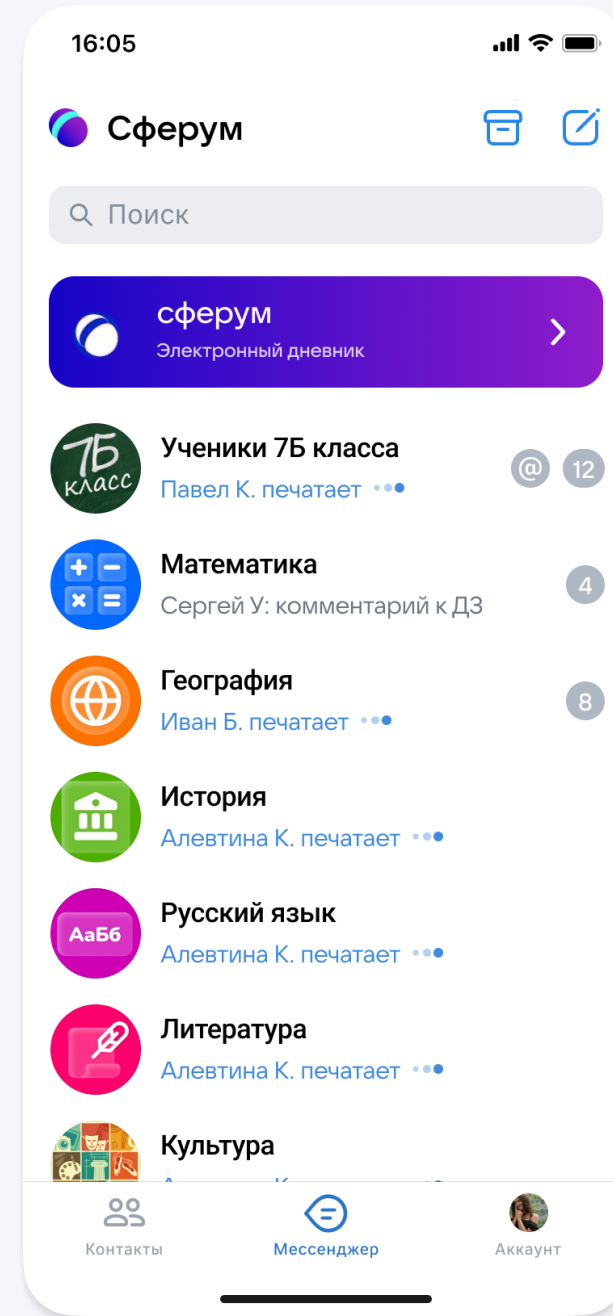 16:05
Сферум
Поиск
сферум
Электронный дневник
7Б
класс
Ученики 7Б класса
Павел К. печатает
@ 12
Математика
Сергей У: комментарий к ДЗ
4
География
Иван Б. печатает
8
История
Алевтина К. печатает
АаБб
Русский язык
Алевтина К. печатает
Литература
Алевтина К. печатает
Культура
Контакты
Мессенджер
Аккаунт